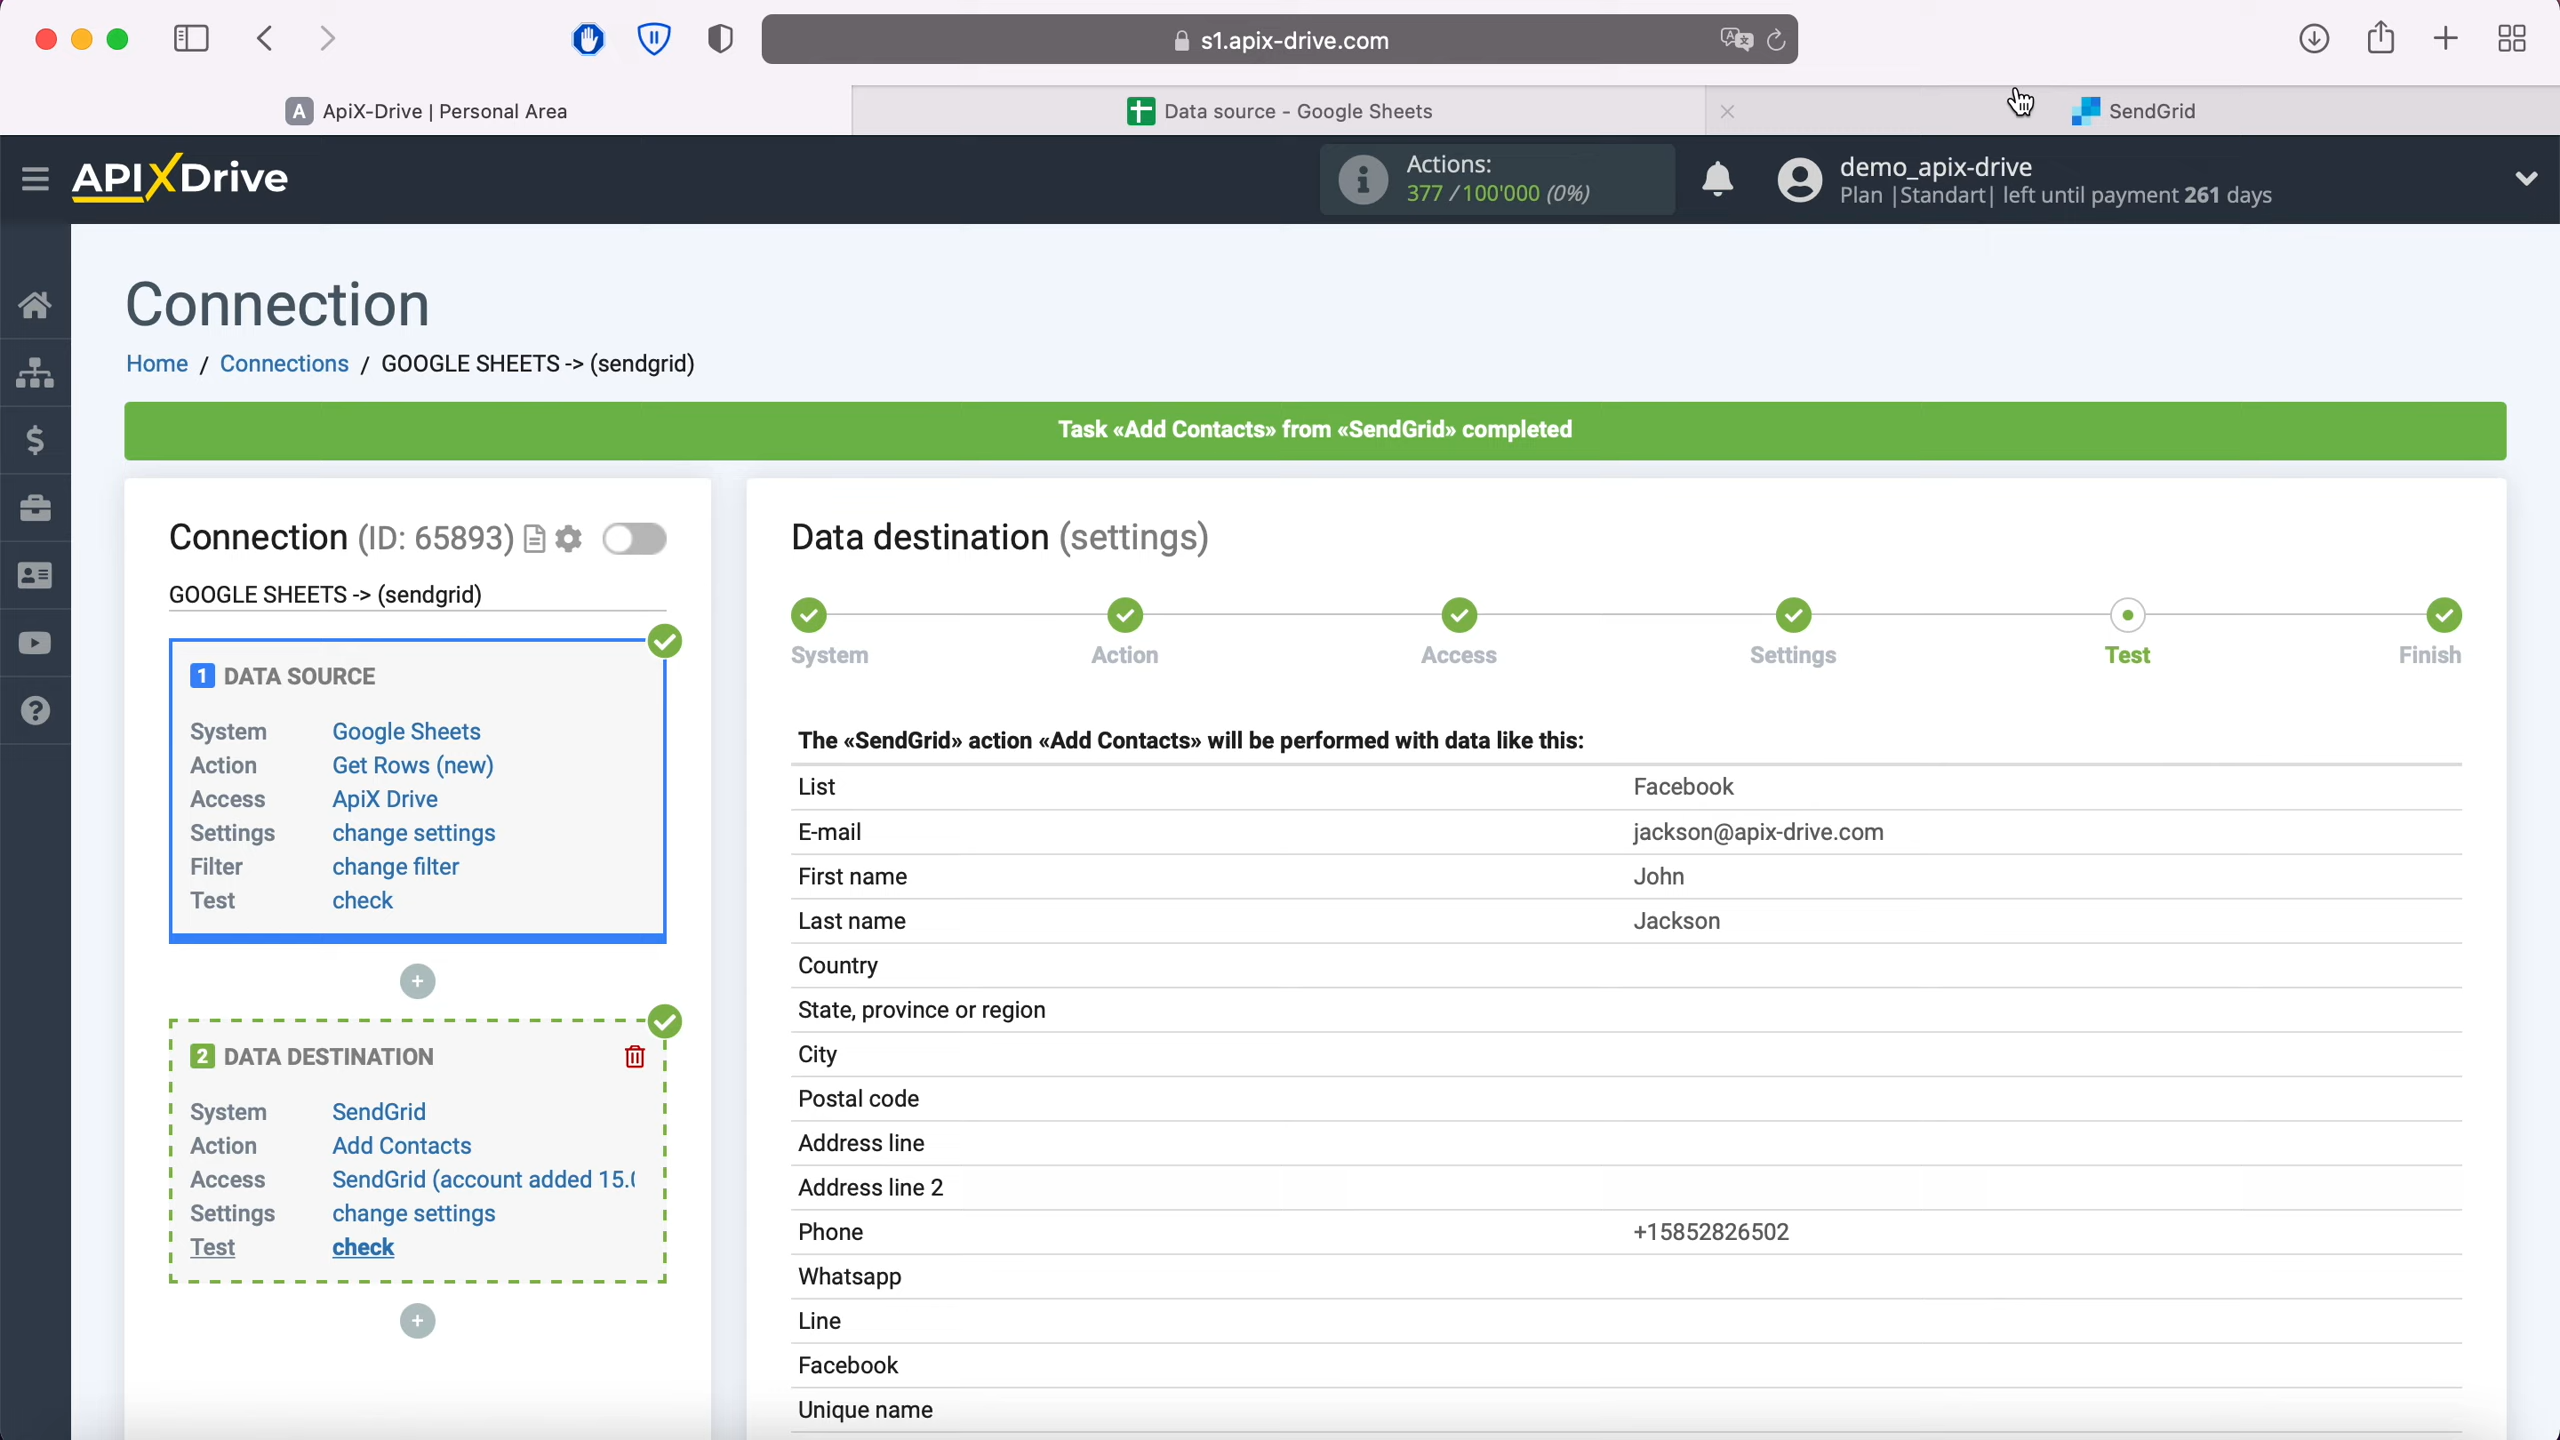 s1.apix-drive.com
A ApiX-Drive | Personal Area
Data source - Google Sheets
SendGrid
APIXDrive
Actions:
377 / 100'000 (0%)
demo_apix-drive
Plan |Standart| left until payment 261 days
Connection
Home / Connections / GOOGLE SHEETS -> (sendgrid)
Task «Add Contacts» from «SendGrid» completed
Connection (ID: 65893)
GOOGLE SHEETS -> (sendgrid)
1 DATA SOURCE
System Google Sheets
Action Get Rows (new)
Access ApiX Drive
Settings change settings
Filter change filter
Test check
2 DATA DESTINATION
System SendGrid
Action Add Contacts
Access SendGrid (account added 15.
Settings change settings
Test check
Data destination (settings)
System Action Access Settings Test Finish
The «SendGrid» action «Add Contacts» will be performed with data like this:
List Facebook
E-mail jackson@apix-drive.com
First name John
Last name Jackson
Country
State, province or region
City
Postal code
Address line
Address line 2
Phone +15852826502
Whatsapp
Line
Facebook
Unique name